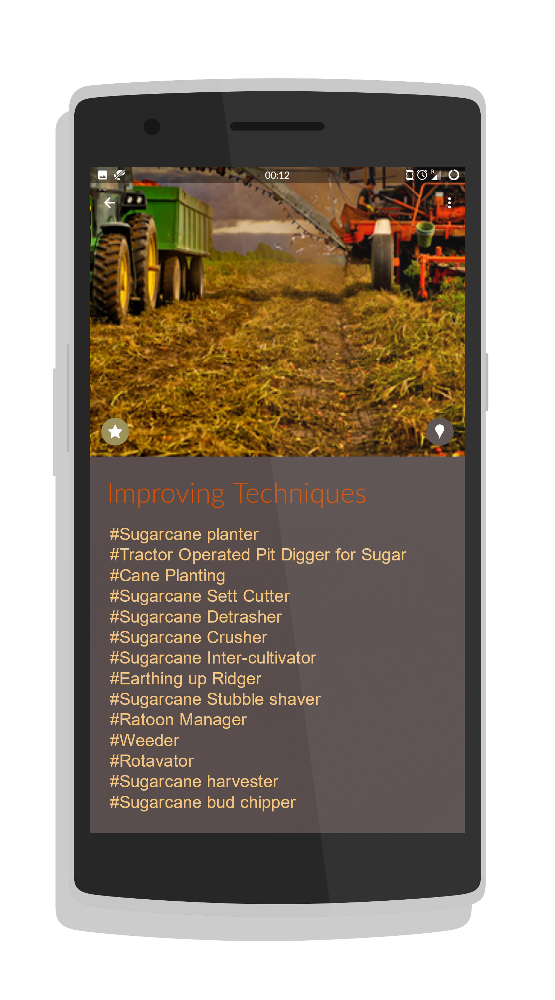 00:12
R
Improving Techniques
#Sugarcane planter
#Tractor Operated Pit Digger for Sugar
#Cane Planting
#Sugarcane Sett Cutter
#Sugarcane Detrasher
#Sugarcane Crusher
#Sugarcane Inter-cultivator
#Earthing up Ridger
#Sugarcane Stubble shaver
#Ratoon Manager
#Weeder
#Rotavator
#Sugarcane harvester
#Sugarcane bud chipper